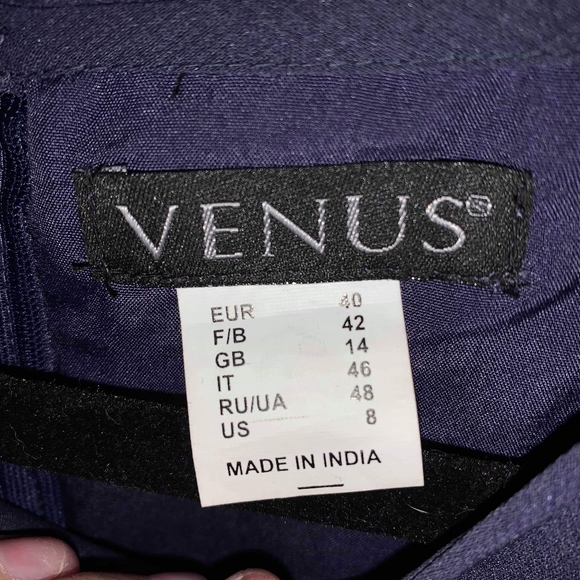 VENUS®
EUR 40
F/B 42
GB 14
IT 46
RU/UA 48
US 8
MADE IN INDIA